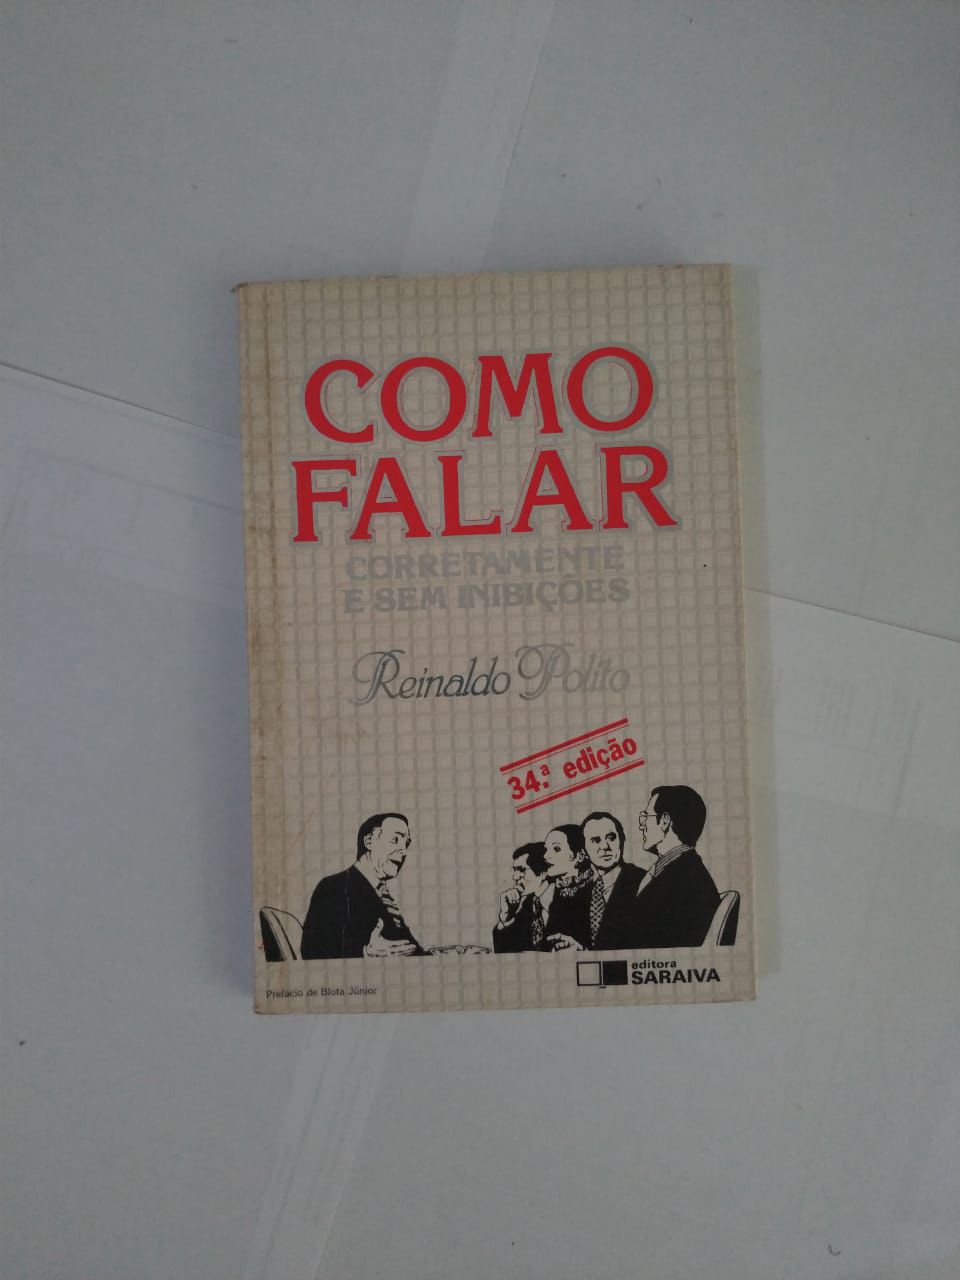 COMO
FALAR
CORRETAMENTE
E SEM INIBIÇÕES
Reinaldo Polito
34.ª edição
editora
SARAIVA
Prefácio de Blota Júnior